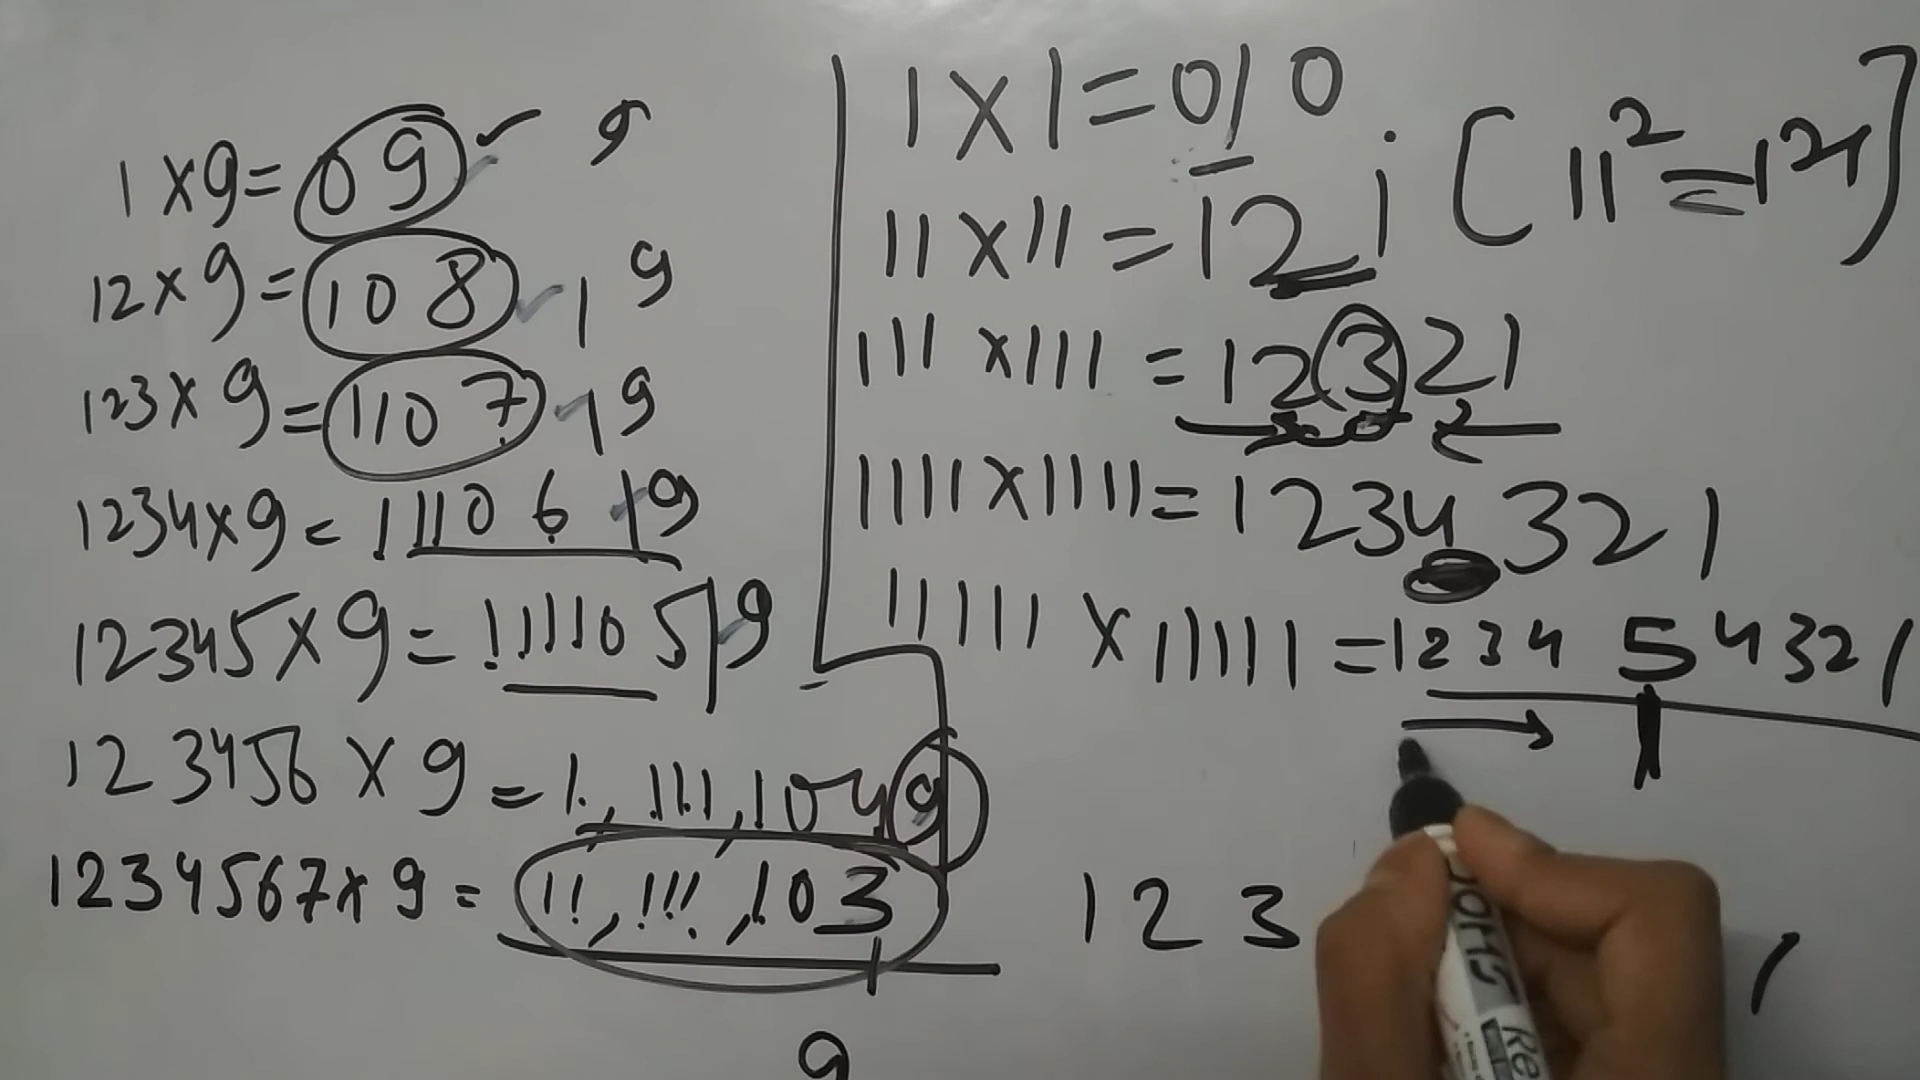 1 x 9 = 09 9
12 x 9 = 108 19
123 x 9 = 1107 19
1234 x 9 = 11106 19
12345 x 9 = 111105 19
123456 x 9 = 1,111,104 9
1234567 x 9 = 11,111,103
9
1 x 1 = 010
11 x 11 = 121 [11² = 121]
111 x 111 = 12321
1111 x 1111 = 1234321
11111 x 11111 = 123454321
123